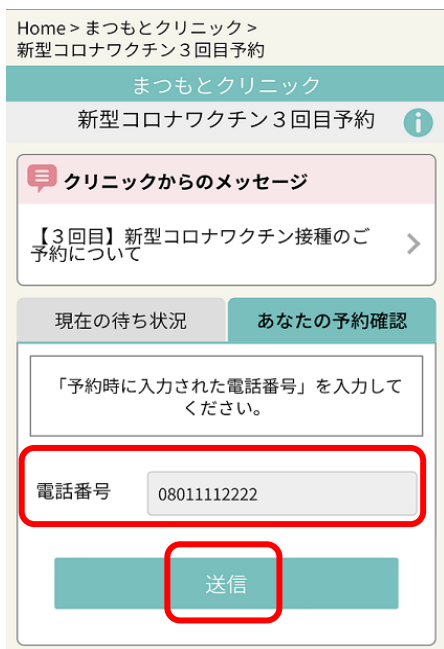 Home > まつもとクリニック >
新型コロナワクチン３回目予約
まつもとクリニック
新型コロナワクチン３回目予約
クリニックからのメッセージ
【３回目】新型コロナワクチン接種のご
予約について
現在の待ち状況
あなたの予約確認
「予約時に入力された電話番号」を入力して
ください。
電話番号
08011112222
送信